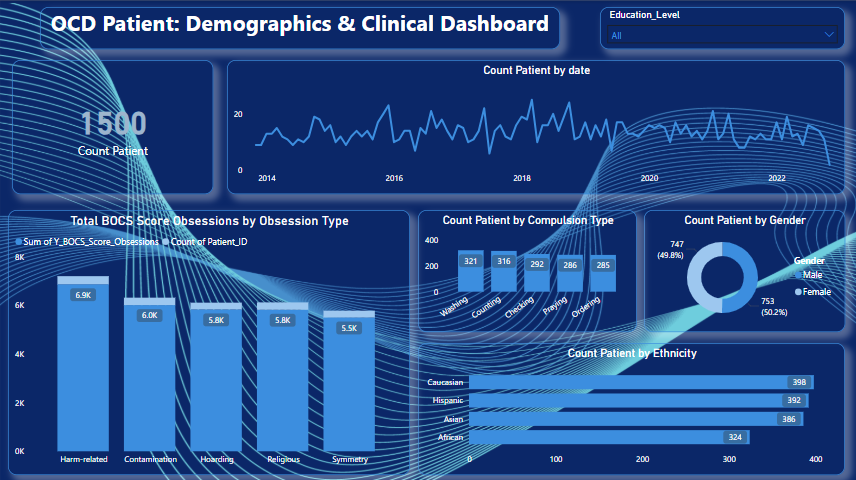 OCD Patient: Demographics & Clinical Dashboard
Education_Level
All
1500
Count Patient
Count Patient by date
20
0
2014 2016 2018 2020 2022
Total BOCS Score Obsessions by Obsession Type
Sum of Y_BOCS_Score_Obsessions Count of Patient_ID
8K
6K
4K
2K
0K
6.9K 6.0K 5.8K 5.8K 5.5K
Harm-related Contamination Hoarding Religious Symmetry
Count Patient by Compulsion Type
400
200
0
321 316 292 286 285
Washing Counting Checking Praying Ordering
Count Patient by Gender
747
(49.8%)
753
(50.2%)
Gender
Male
Female
Count Patient by Ethnicity
Caucasian 398
Hispanic 392
Asian 386
African 324
0 100 200 300 400